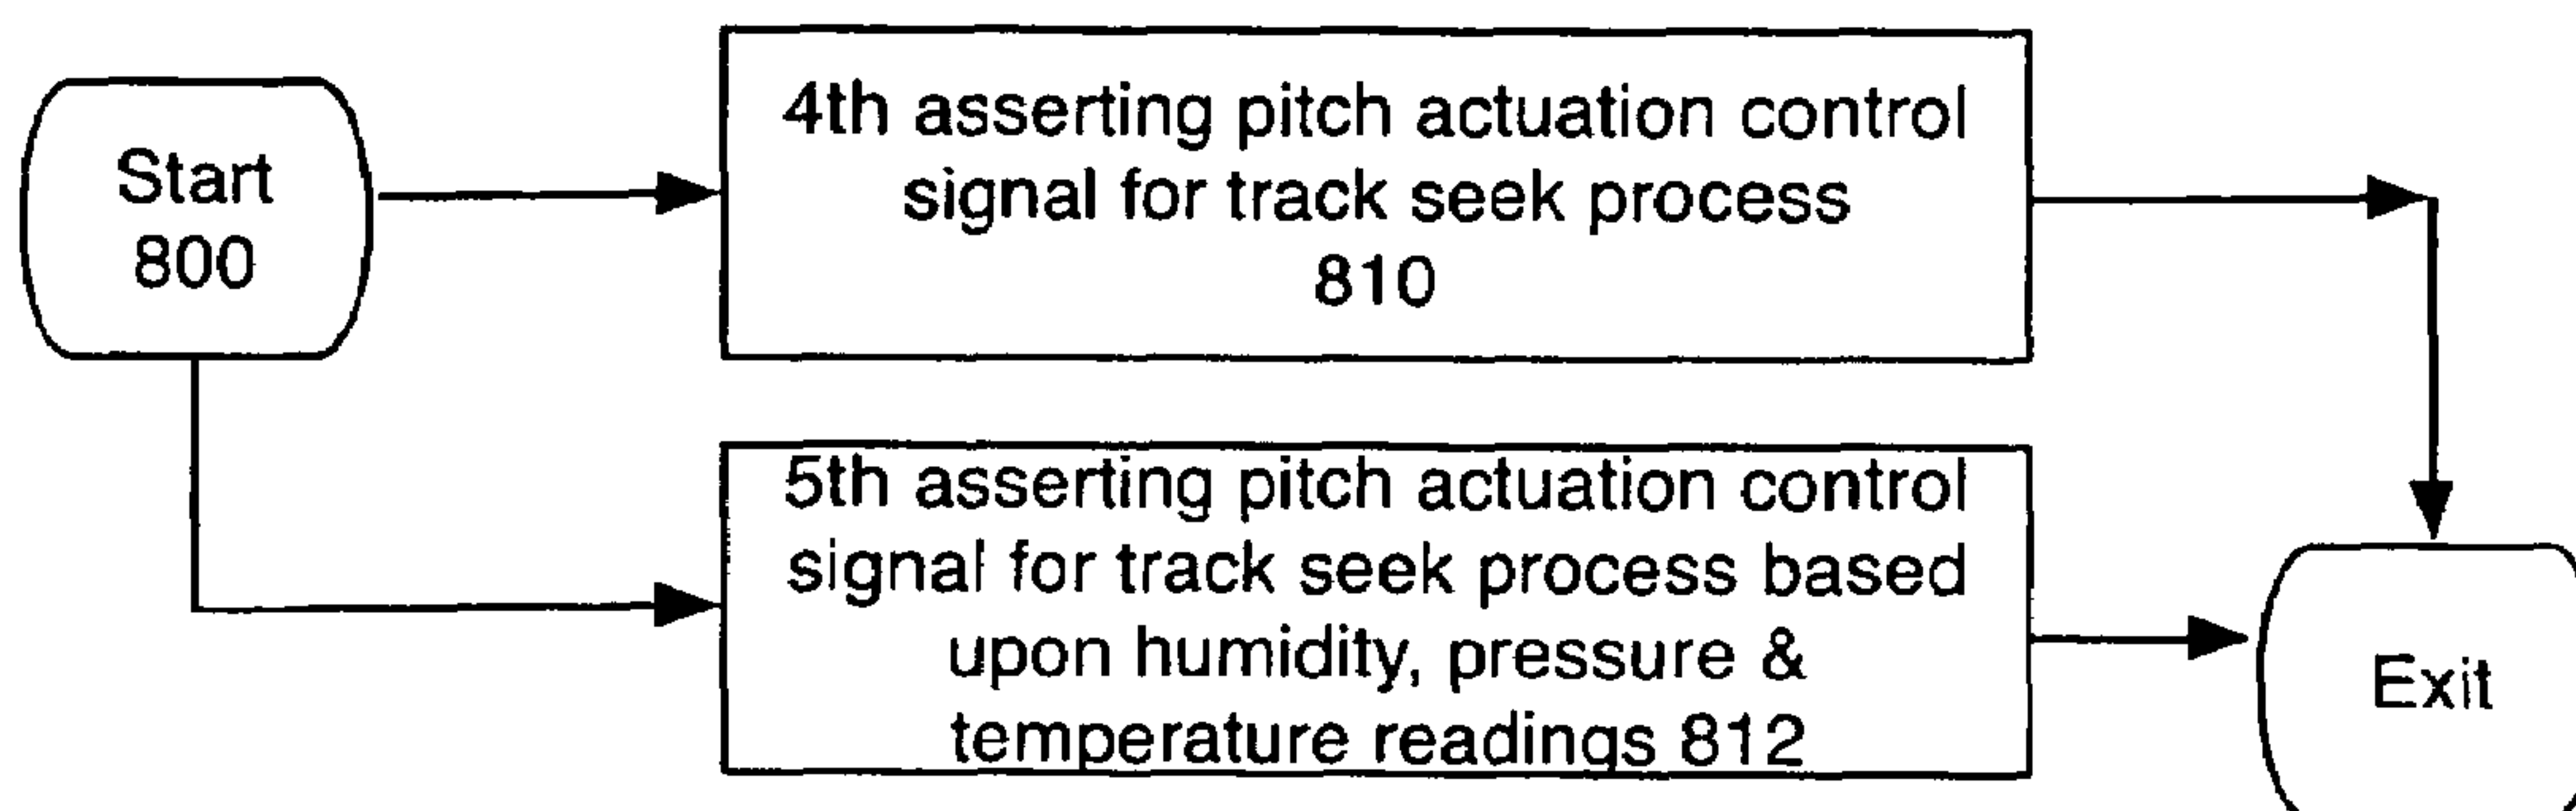 Start
800
4th asserting pitch actuation control
signal for track seek process
810
5th asserting pitch actuation control
signal for track seek process based
upon humidity, pressure &
temperature readings 812
Exit